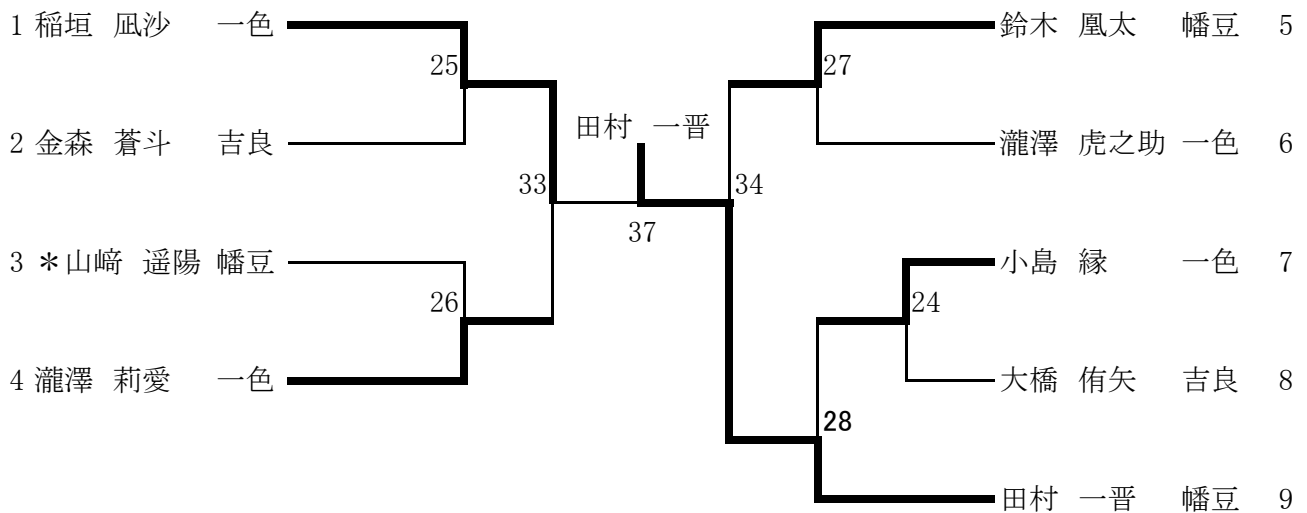 1 稲垣 凪沙 一色
鈴木 凰太 幡豆 5
25
27
田村 一晋
2 金森 蒼斗 吉良
瀧澤 虎之助 一色 6
33
34
37
3 *山﨑 遥陽 幡豆
小島 縁 一色 7
26
24
4 瀧澤 莉愛 一色
大橋 侑矢 吉良 8
28
田村 一晋 幡豆 9